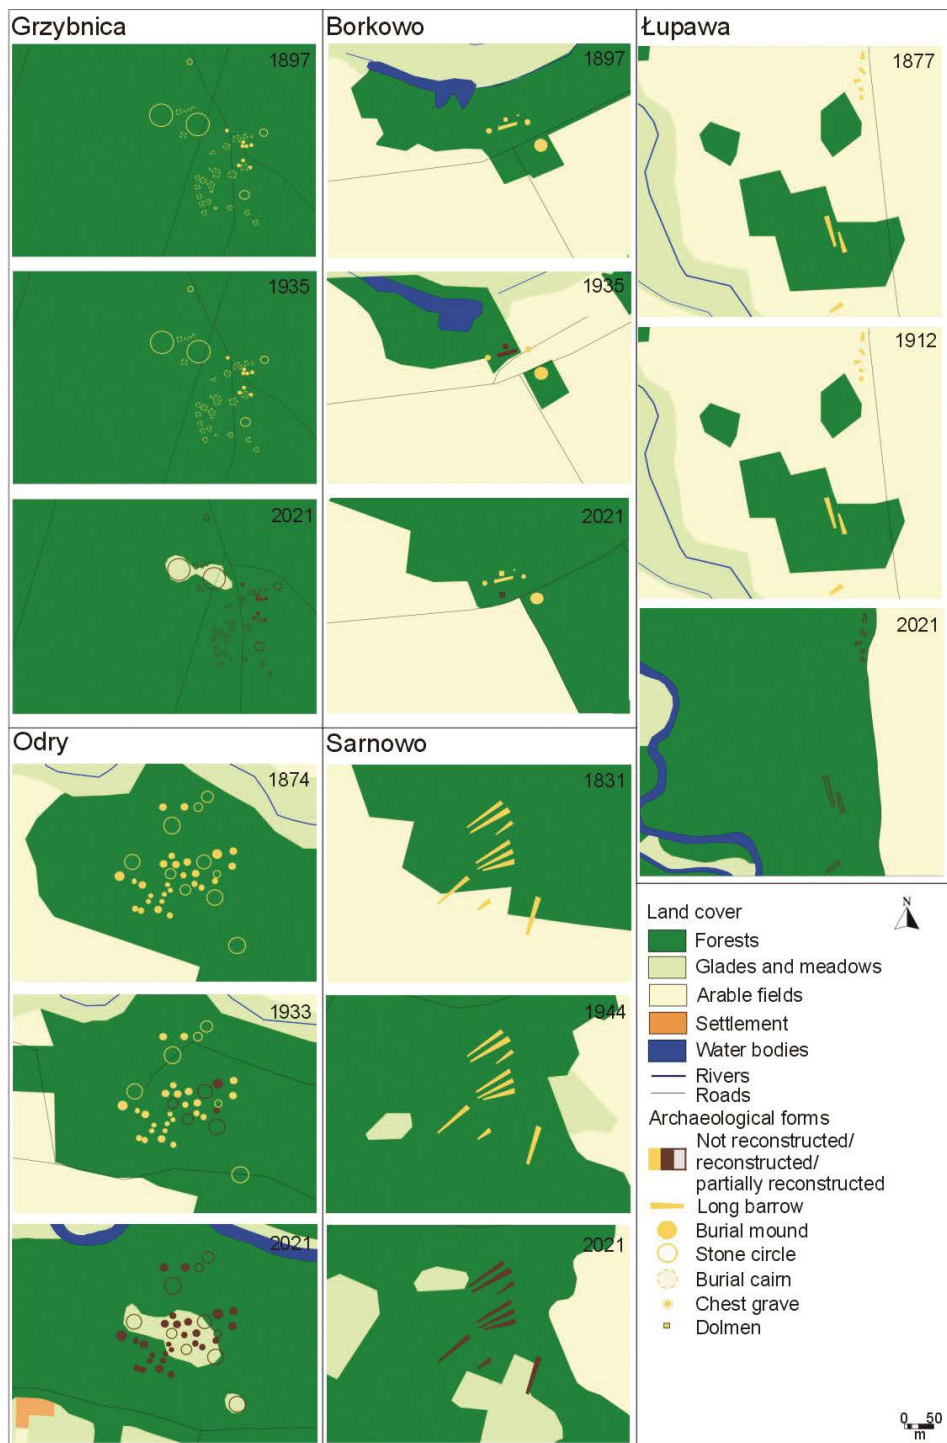 Grzybnica
1897
1935
2021
Borkowo
1897
1935
2021
Łupawa
1877
1912
2021
Odry
1874
1933
2021
Sarnowo
1831
1944
2021
Land cover
N
Forests
Glades and meadows
Arable fields
Settlement
Water bodies
Rivers
Roads
Archaeological forms
Not reconstructed/
reconstructed/
partially reconstructed
Long barrow
Burial mound
Stone circle
Burial cairn
Chest grave
Dolmen
0 50
m